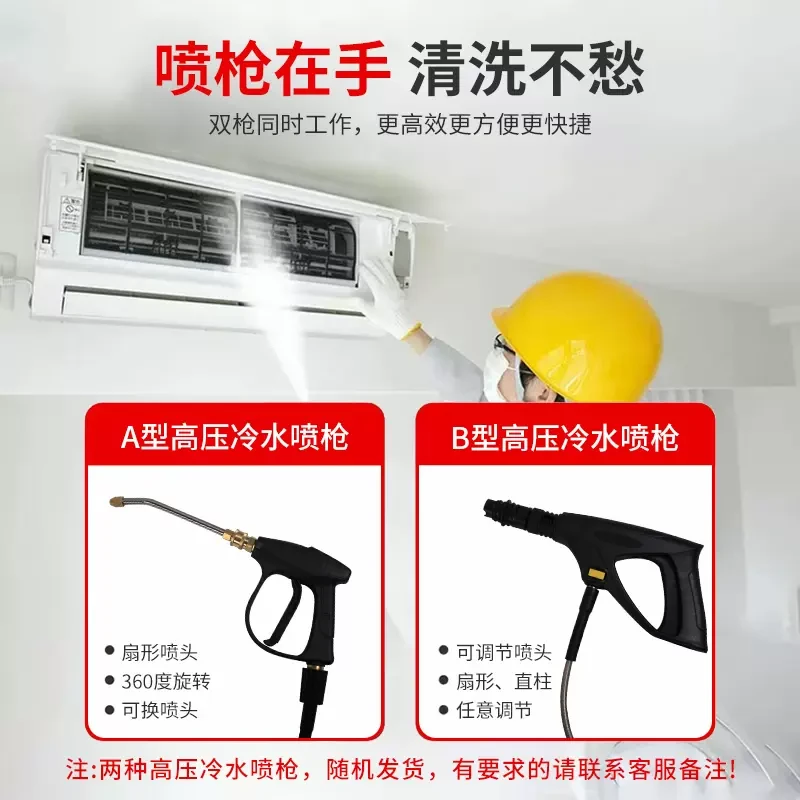 喷枪在手 清洗不愁
双枪同时工作，更高效更方便更快捷
A型高压冷水喷枪
扇形喷头
360度旋转
可换喷头
B型高压冷水喷枪
可调节喷头
扇形、直柱
任意调节
注:两种高压冷水喷枪，随机发货，有要求的请联系客服备注!